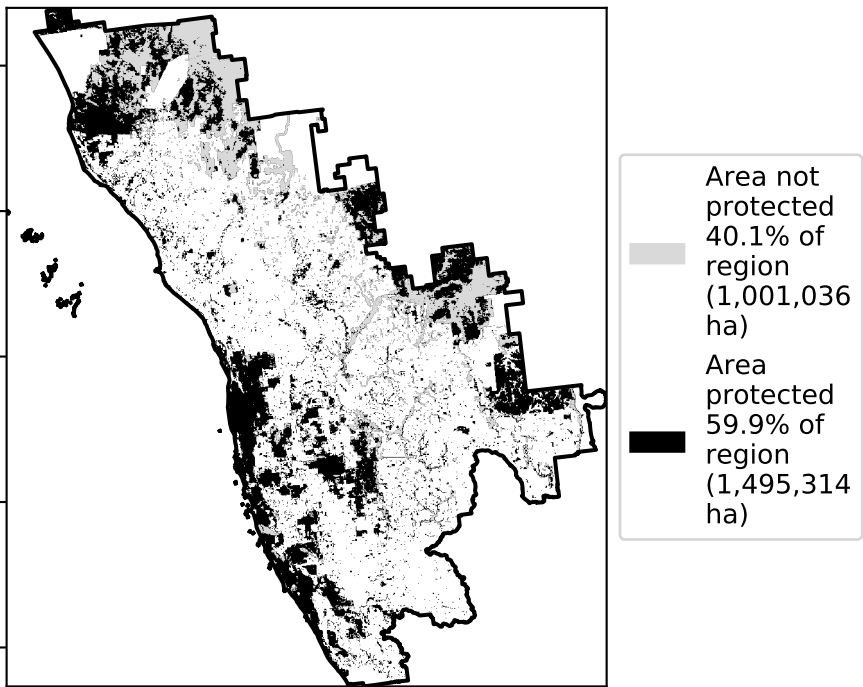 Area not
protected
40.1% of
region
(1,001,036
ha)
Area
protected
59.9% of
region
(1,495,314
ha)